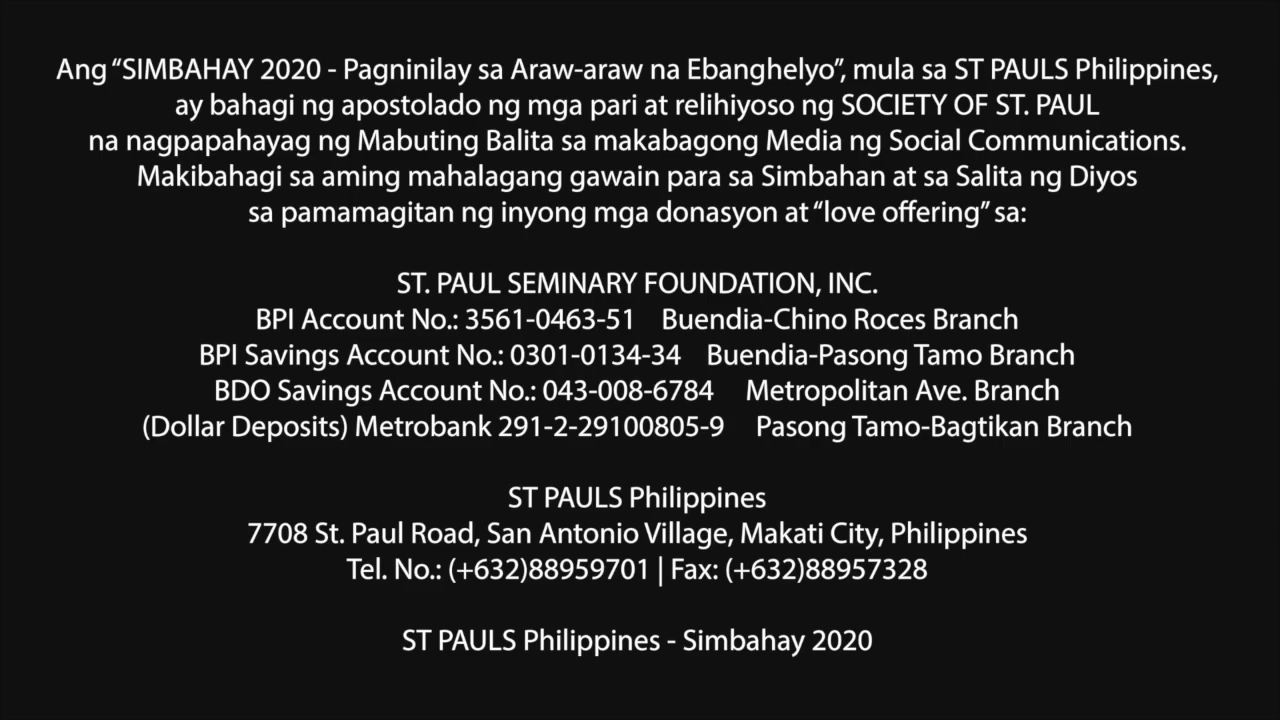 Ang “SIMBAHAY 2020 - Pagninilay sa Araw-araw na Ebanghelyo”, mula sa ST PAULS Philippines,
ay bahagi ng apostolado ng mga pari at relihiyoso ng SOCIETY OF ST. PAUL
na nagpapahayag ng Mabuting Balita sa makabagong Media ng Social Communications.
Makibahagi sa aming mahalagang gawain para sa Simbahan at sa Salita ng Diyos
sa pamamagitan ng inyong mga donasyon at “love offering” sa:
ST. PAUL SEMINARY FOUNDATION, INC.
BPI Account No.: 3561-0463-51 Buendia-Chino Roces Branch
BPI Savings Account No.: 0301-0134-34 Buendia-Pasong Tamo Branch
BDO Savings Account No.: 043-008-6784 Metropolitan Ave. Branch
(Dollar Deposits) Metrobank 291-2-29100805-9 Pasong Tamo-Bagtikan Branch
ST PAULS Philippines
7708 St. Paul Road, San Antonio Village, Makati City, Philippines
Tel. No.: (+632)88959701 | Fax: (+632)88957328
ST PAULS Philippines - Simbahay 2020